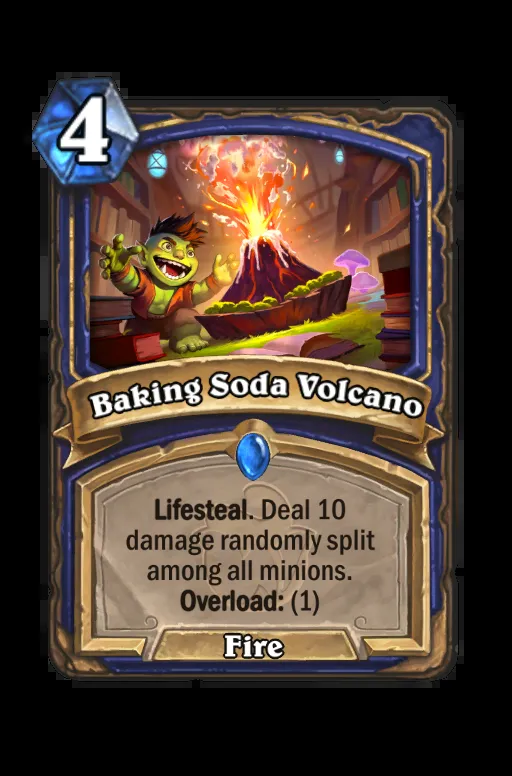 4
Baking Soda Volcano
Lifesteal. Deal 10
damage randomly split
among all minions.
Overload: (1)
Fire